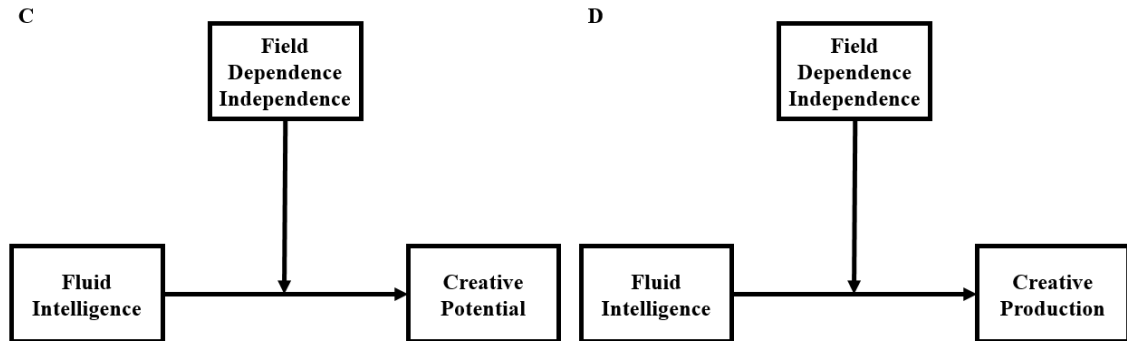 C
Field
Dependence
Independence
Fluid
Intelligence
Creative
Potential
D
Field
Dependence
Independence
Fluid
Intelligence
Creative
Production